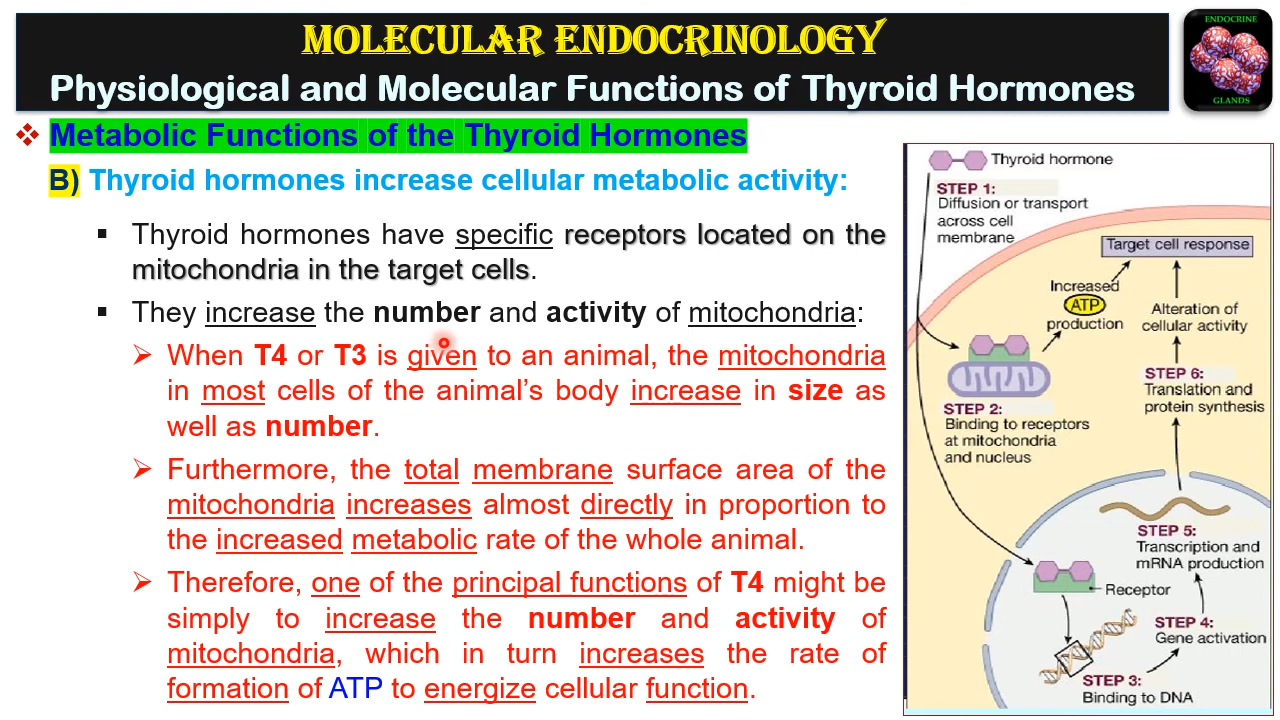 MOLECULAR ENDOCRINOLOGY
Physiological and Molecular Functions of Thyroid Hormones
ENDOCRINE
GLANDS
❖ Metabolic Functions of the Thyroid Hormones
B) Thyroid hormones increase cellular metabolic activity:
▪ Thyroid hormones have specific receptors located on the
mitochondria in the target cells.
▪ They increase the number and activity of mitochondria:
➢ When T4 or T3 is given to an animal, the mitochondria
in most cells of the animal's body increase in size as
well as number.
➢ Furthermore, the total membrane surface area of the
mitochondria increases almost directly in proportion to
the increased metabolic rate of the whole animal.
➢ Therefore, one of the principal functions of T4 might be
simply to increase the number and activity of
mitochondria, which in turn increases the rate of
formation of ATP to energize cellular function.
Thyroid hormone
STEP 1:
Diffusion or transport
across cell
membrane
Target cell response
Increased
ATP
production
Alteration of
cellular activity
STEP 6:
Translation and
protein synthesis
STEP 2:
Binding to receptors
at mitochondria
and nucleus
STEP 5:
Transcription and
mRNA production
Receptor
STEP 4:
Gene activation
STEP 3:
Binding to DNA